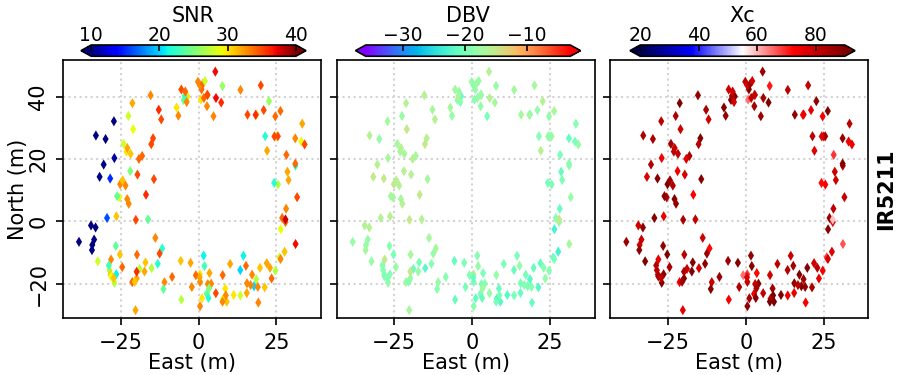 SNR DBV Xc
10 20 30 40 −30 −20 −10 20 40 60 80
40
20
0
−20
North (m)
IR5211
−25 0 25 −25 0 25 −25 0 25
East (m) East (m) East (m)